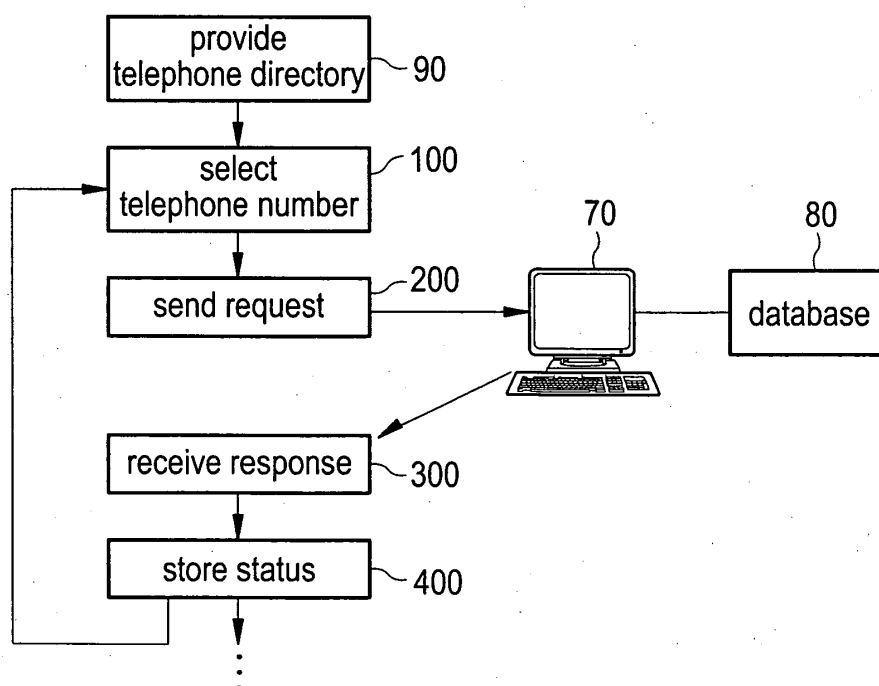 provide
telephone directory
90
select
telephone number
100
send request
200
70
80
database
receive response
300
store status
400